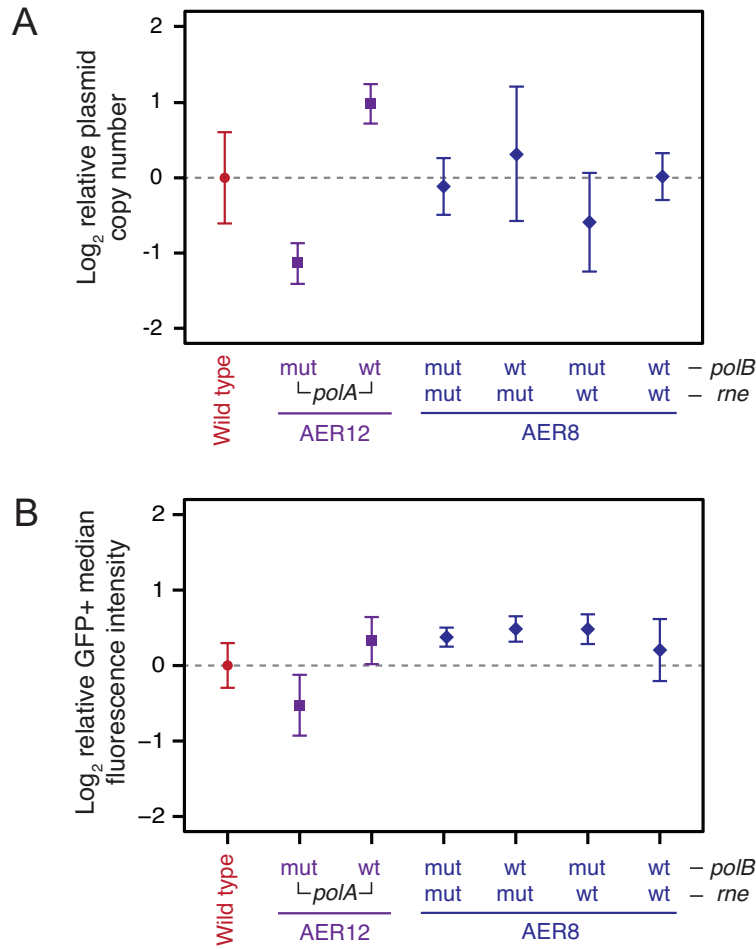 A
Log2 relative plasmid
copy number
2
1
0
-1
-2
Wild type
mut wt
polA
AER12
mut wt mut wt – polB
mut mut wt wt – rne
AER8
B
Log2 relative GFP+ median
fluorescence intensity
2
1
0
−1
−2
Wild type
mut wt
polA
AER12
mut wt mut wt – polB
mut mut wt wt – rne
AER8